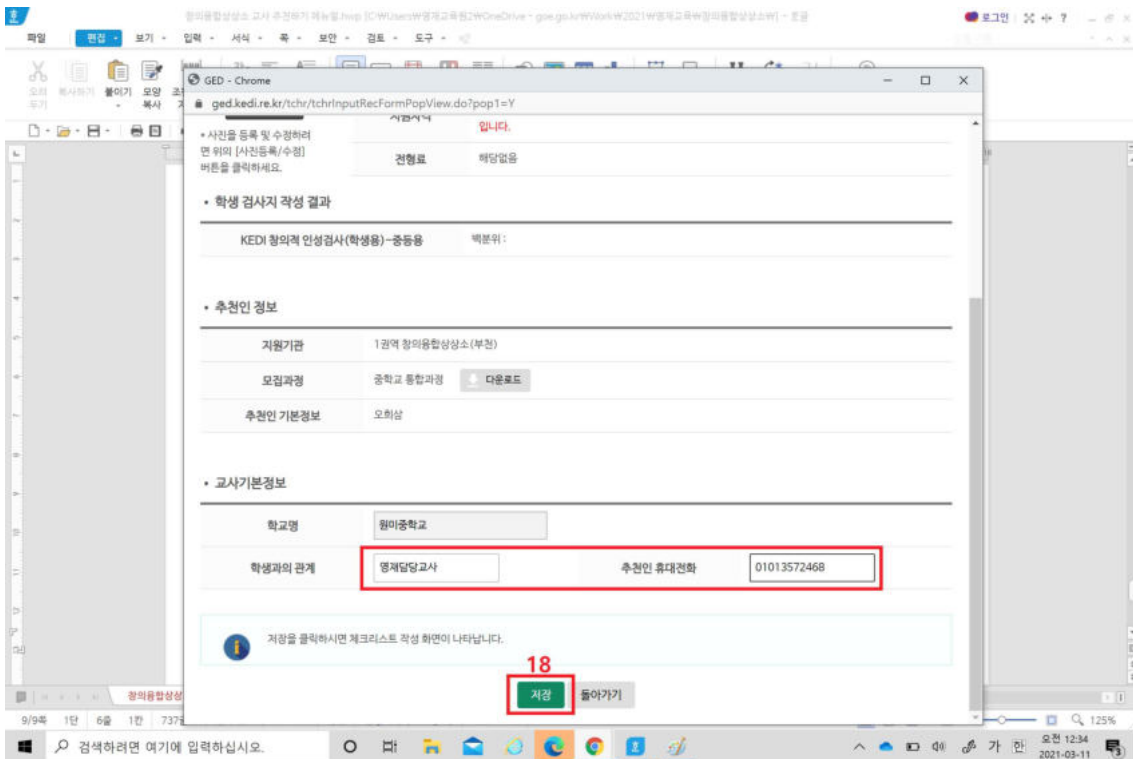 로그인
파일 편집 보기 입력 서식 쪽 보안 검토 도구
붙이기 모양
복사
GED - Chrome
ged.kedi.re.kr/tchr/tchrInputRecFormPopView.do?pop1=Y
• 사진을 등록 및 수정하려
면 위의 [사진등록/수정]
버튼을 클릭하세요.
입니다.
전형료 해당없음
• 학생 검사지 작성 결과
KEDI 창의적 인성검사(학생용)-중등용 백분위 :
• 추천인 정보
지원기관 1권역 창의융합상상소(부천)
모집과정 중학교 통합과정 다운로드
추천인 기본정보 오희삼
• 교사기본정보
학교명 원미중학교
학생과의 관계 영재담당교사 추천인 휴대전화 01013572468
저장을 클릭하시면 체크리스트 작성 화면이 나타납니다.
18
저장 돌아가기
창의융합상상
9/9쪽 1단 6줄 1칸 125%
검색하려면 여기에 입력하십시오.
가 한 오전 12:34
2021-03-11